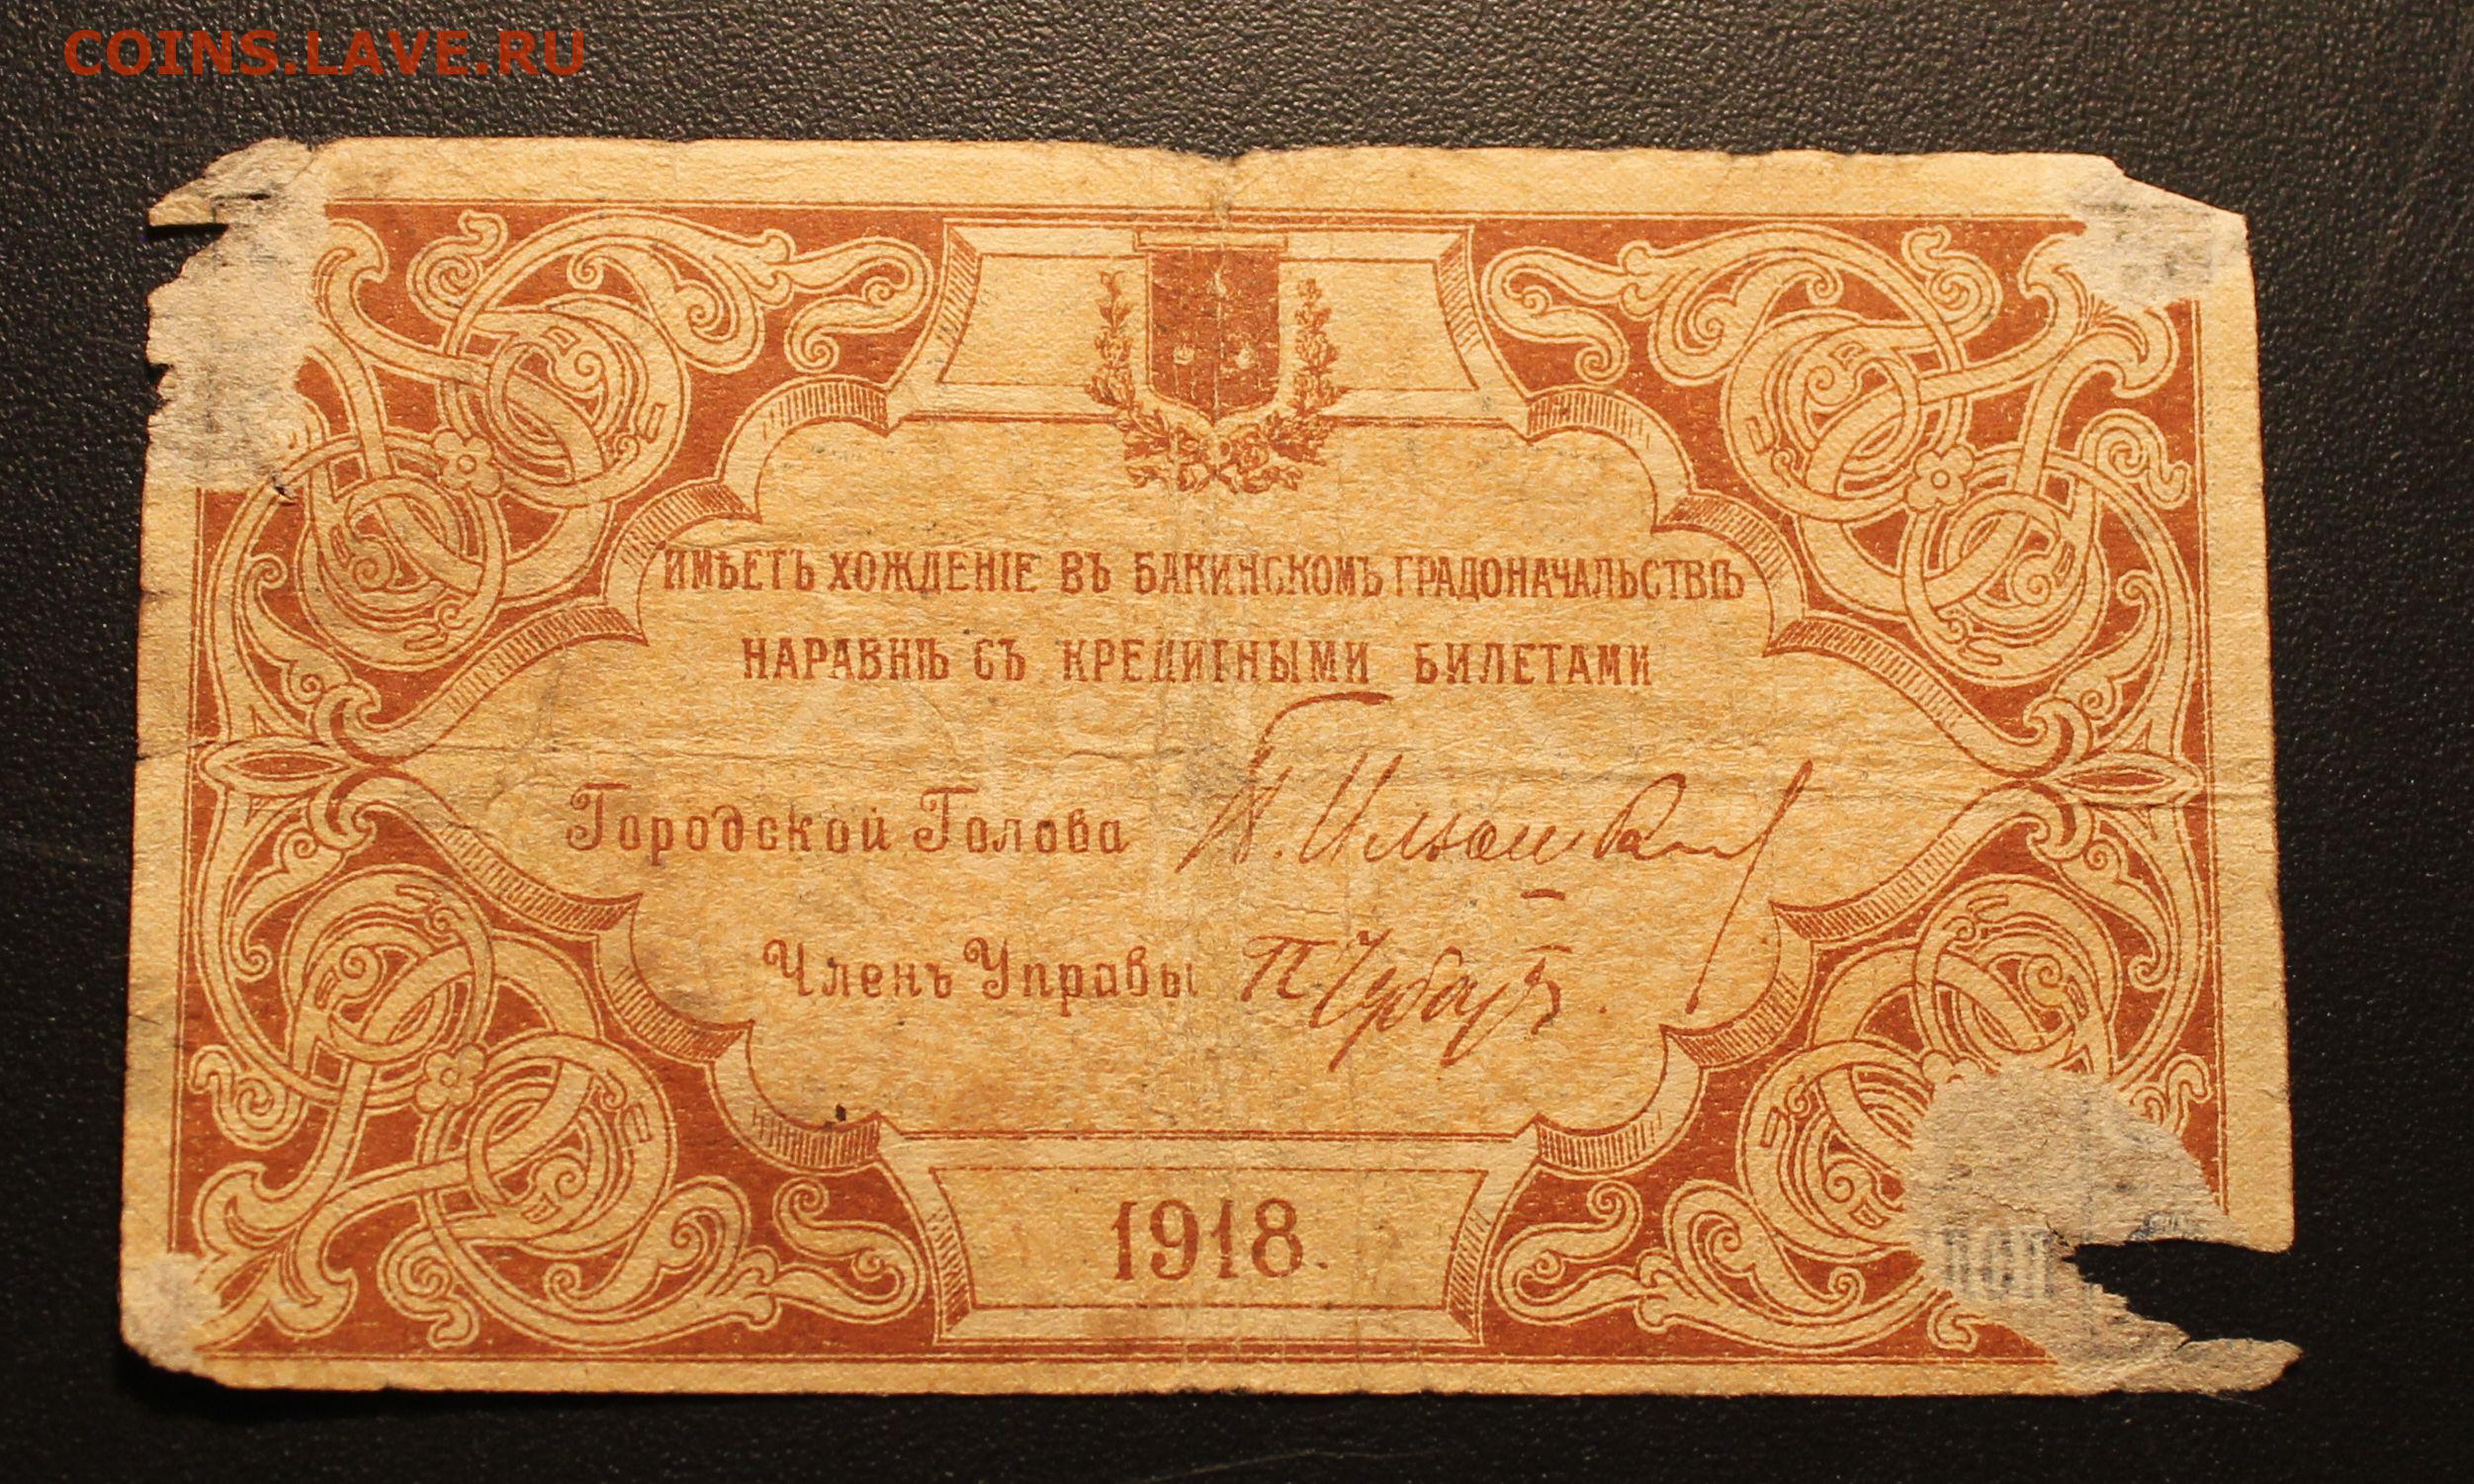 COINS.LAVE.RU
ИМѢЕТЪ ХОЖДЕНІЕ ВЪ БАКИНСКОМЪ ГРАДОНАЧАЛЬСТВѢ
НАРАВНѢ СЪ КРЕДИТНЫМИ БИЛЕТАМИ
Городской Голова
Членъ Управы
1918.